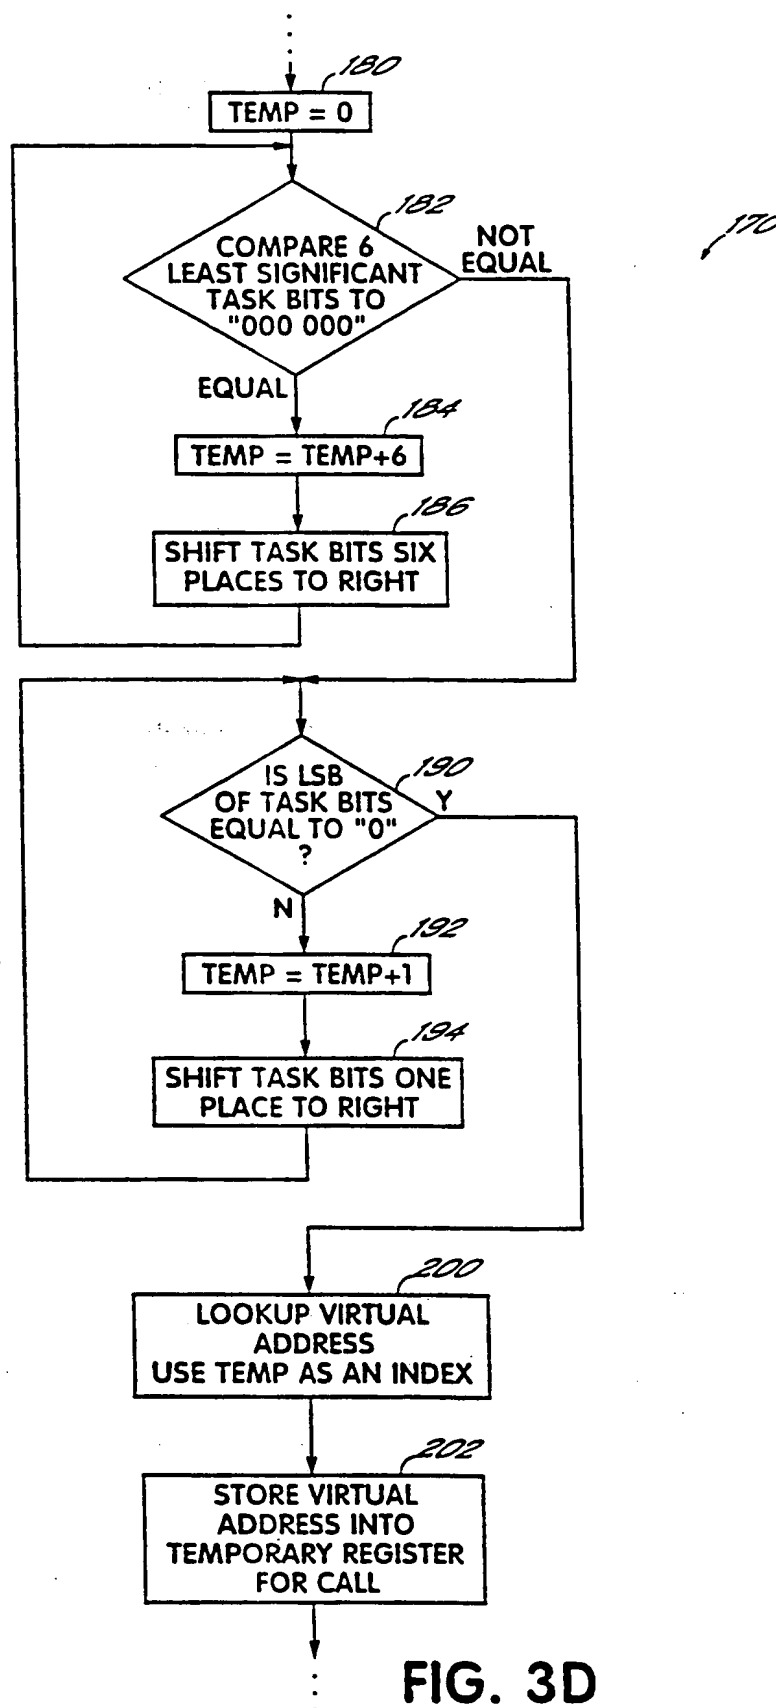 180
TEMP = 0
182
170
COMPARE 6
LEAST SIGNIFICANT
TASK BITS TO
"000 000"
NOT
EQUAL
EQUAL
184
TEMP = TEMP+6
186
SHIFT TASK BITS SIX
PLACES TO RIGHT
190
IS LSB
OF TASK BITS
EQUAL TO "0"
?
Y
N
192
TEMP = TEMP+1
194
SHIFT TASK BITS ONE
PLACE TO RIGHT
200
LOOKUP VIRTUAL
ADDRESS
USE TEMP AS AN INDEX
202
STORE VIRTUAL
ADDRESS INTO
TEMPORARY REGISTER
FOR CALL
FIG. 3D